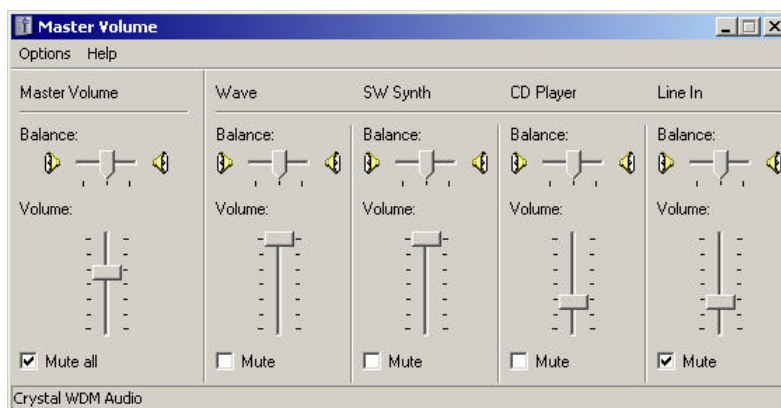 Master Volume
Options Help
Master Volume Wave SW Synth CD Player Line In
Balance: Balance: Balance: Balance: Balance:
Volume: Volume: Volume: Volume: Volume:
Mute all Mute Mute Mute Mute
Crystal WDM Audio